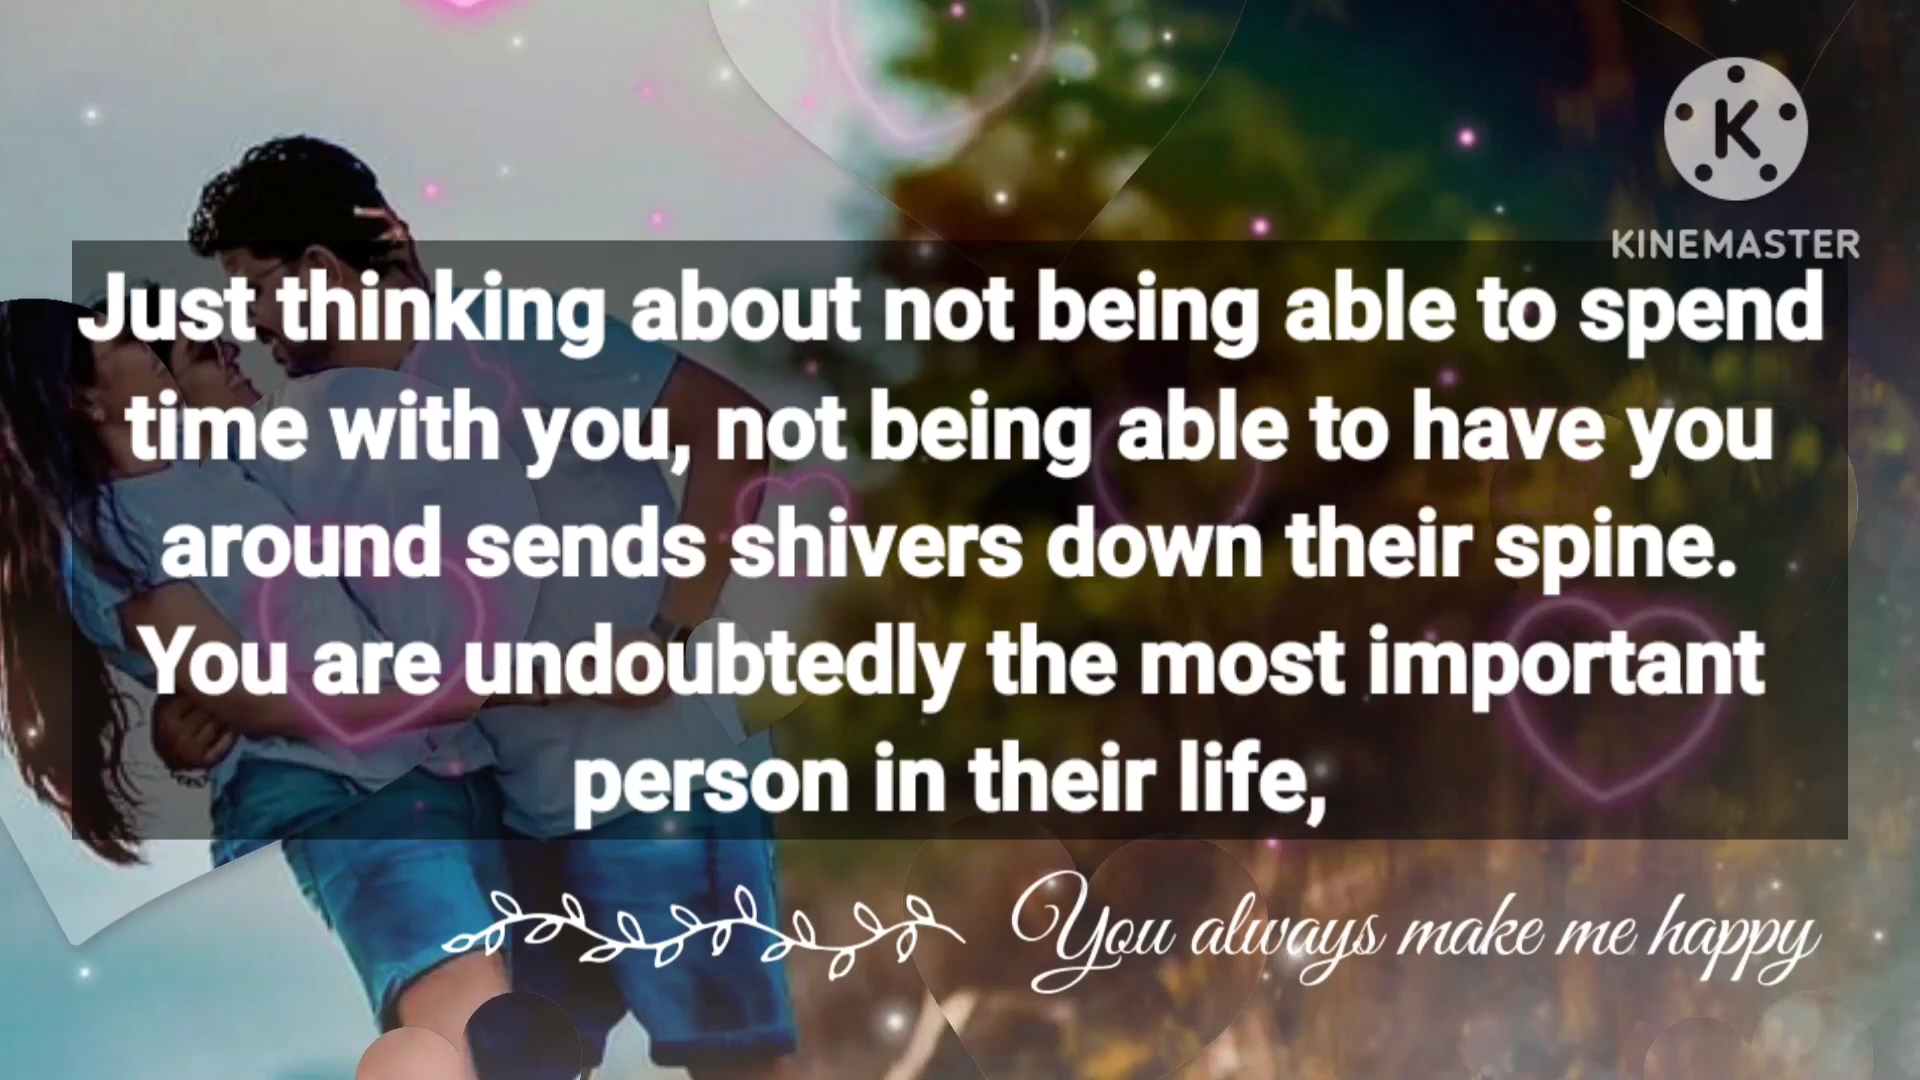 K
KINEMASTER
Just thinking about not being able to spend
time with you, not being able to have you
around sends shivers down their spine.
You are undoubtedly the most important
person in their life,
You always make me happy